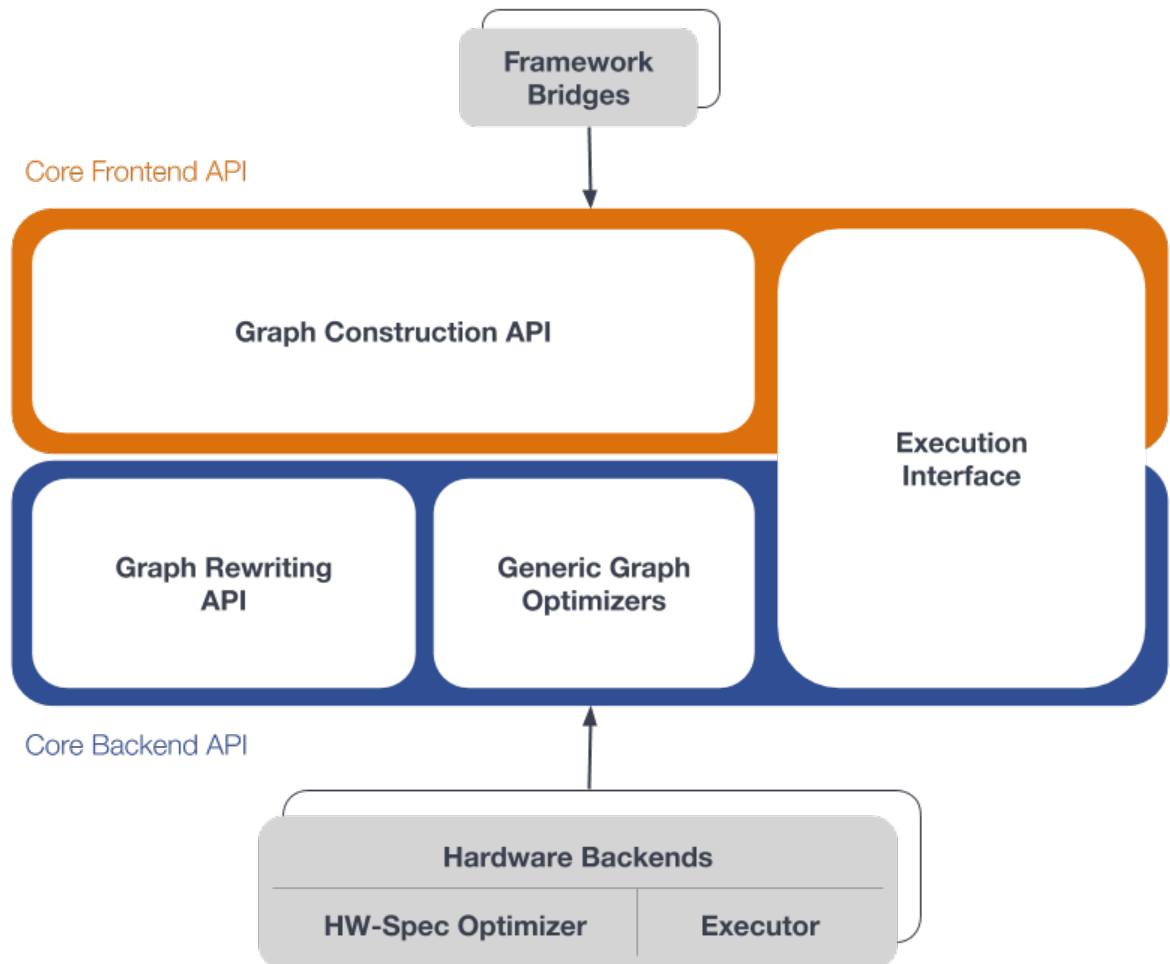 Framework
Bridges
Core Frontend API
Graph Construction API
Execution
Interface
Graph Rewriting
API
Generic Graph
Optimizers
Core Backend API
Hardware Backends
HW-Spec Optimizer
Executor